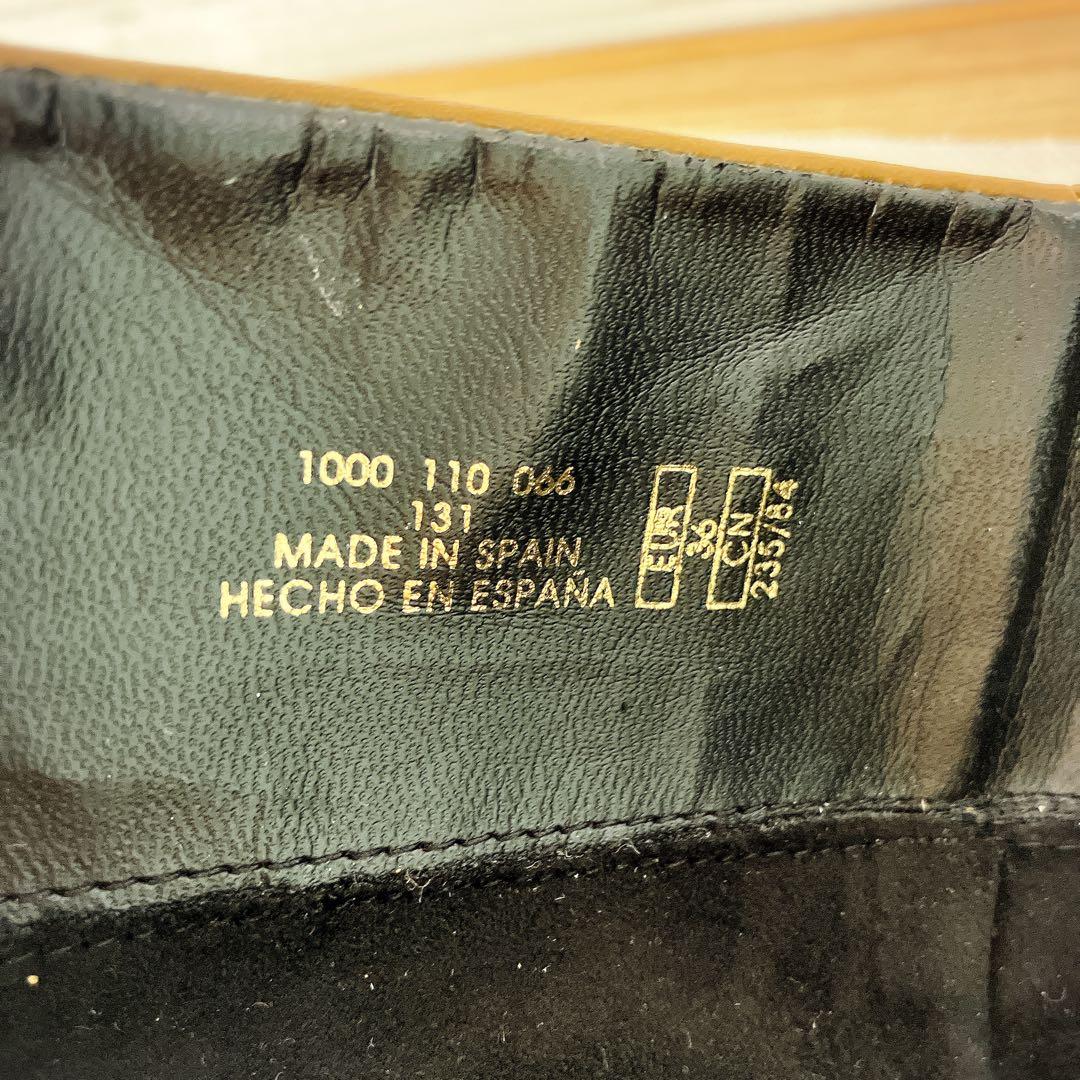 1000 110 066
131
MADE IN SPAIN
HECHO EN ESPAÑA
EUR
36
CN
235/84